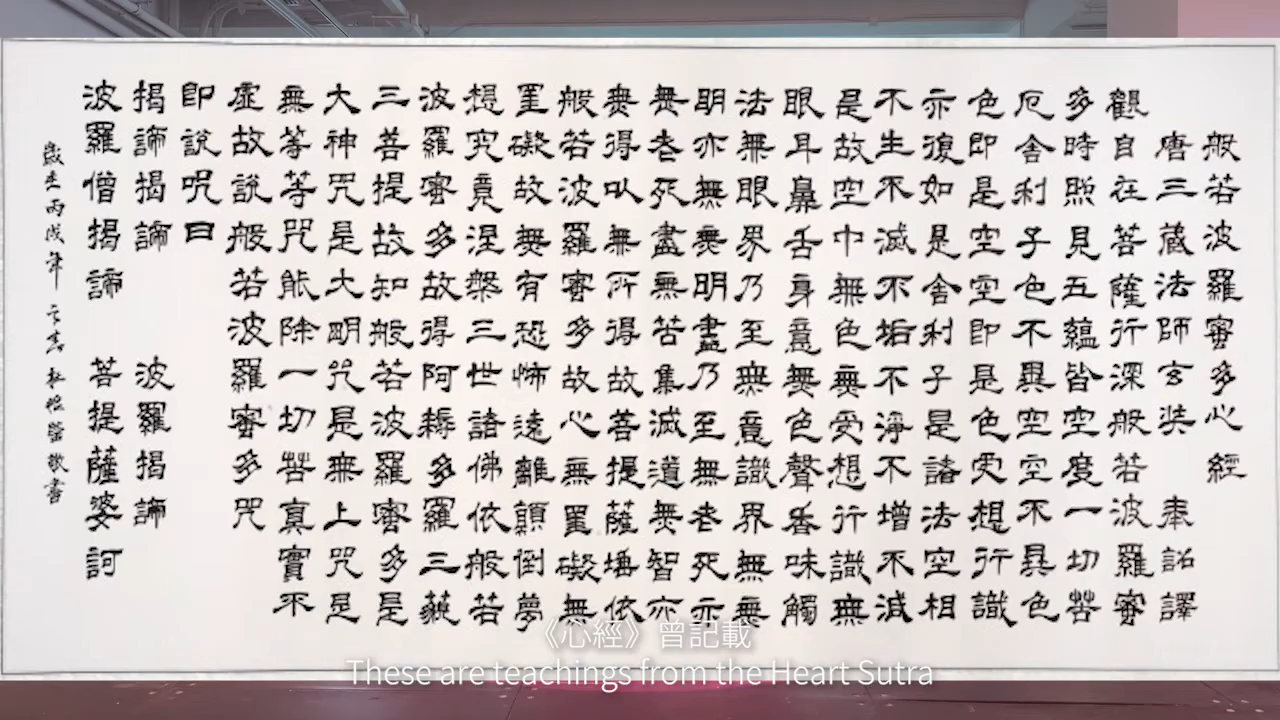 般若波羅蜜多心經
唐三藏法師玄奘 奉詔譯
觀自在菩薩行深般若波羅蜜
多時照見五蘊皆空度一切苦
厄舍利子色不異空空不異色
色即是空空即是色受想行識
亦復如是舍利子是諸法空相
不生不滅不垢不淨不增不減
是故空中無色無受想行識無
眼耳鼻舌身意無色聲香味觸
法無眼界乃至無意識界無無
明亦無無明盡乃至無老死亦
無老死盡無苦集滅道無智亦
無得以無所得故菩提薩埵依
般若波羅蜜多故心無罣礙無
罣礙故無有恐怖遠離顛倒夢
想究竟涅槃三世諸佛依般若
波羅蜜多故得阿耨多羅三藐
三菩提故知般若波羅蜜多是
大神咒是大明咒是無上咒是
無等等咒能除一切苦真實不
虛故說般若波羅蜜多咒
即說咒曰
揭諦揭諦 波羅揭諦
波羅僧揭諦 菩提薩婆訶
歲在丙戌年 敬書
《心經》曾記載
These are teachings from the Heart Sutra